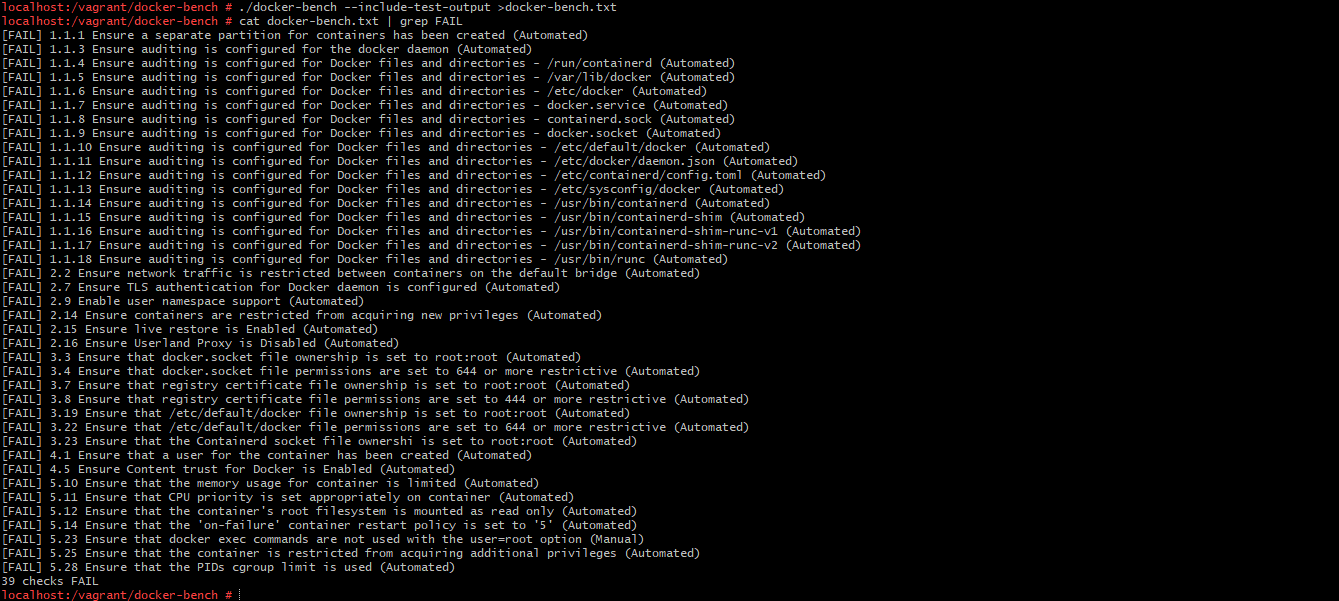 localhost:/vagrant/docker-bench # ./docker-bench --include-test-output >docker-bench.txt
localhost:/vagrant/docker-bench # cat docker-bench.txt | grep FAIL
[FAIL] 1.1.1 Ensure a separate partition for containers has been created (Automated)
[FAIL] 1.1.3 Ensure auditing is configured for the docker daemon (Automated)
[FAIL] 1.1.4 Ensure auditing is configured for Docker files and directories - /run/containerd (Automated)
[FAIL] 1.1.5 Ensure auditing is configured for Docker files and directories - /var/lib/docker (Automated)
[FAIL] 1.1.6 Ensure auditing is configured for Docker files and directories - /etc/docker (Automated)
[FAIL] 1.1.7 Ensure auditing is configured for Docker files and directories - docker.service (Automated)
[FAIL] 1.1.8 Ensure auditing is configured for Docker files and directories - containerd.sock (Automated)
[FAIL] 1.1.9 Ensure auditing is configured for Docker files and directories - docker.socket (Automated)
[FAIL] 1.1.10 Ensure auditing is configured for Docker files and directories - /etc/default/docker (Automated)
[FAIL] 1.1.11 Ensure auditing is configured for Docker files and directories - /etc/docker/daemon.json (Automated)
[FAIL] 1.1.12 Ensure auditing is configured for Docker files and directories - /etc/containerd/config.toml (Automated)
[FAIL] 1.1.13 Ensure auditing is configured for Docker files and directories - /etc/sysconfig/docker (Automated)
[FAIL] 1.1.14 Ensure auditing is configured for Docker files and directories - /usr/bin/containerd (Automated)
[FAIL] 1.1.15 Ensure auditing is configured for Docker files and directories - /usr/bin/containerd-shim (Automated)
[FAIL] 1.1.16 Ensure auditing is configured for Docker files and directories - /usr/bin/containerd-shim-runc-v1 (Automated)
[FAIL] 1.1.17 Ensure auditing is configured for Docker files and directories - /usr/bin/containerd-shim-runc-v2 (Automated)
[FAIL] 1.1.18 Ensure auditing is configured for Docker files and directories - /usr/bin/runc (Automated)
[FAIL] 2.2 Ensure network traffic is restricted between containers on the default bridge (Automated)
[FAIL] 2.7 Ensure TLS authentication for Docker daemon is configured (Automated)
[FAIL] 2.9 Enable user namespace support (Automated)
[FAIL] 2.14 Ensure containers are restricted from acquiring new privileges (Automated)
[FAIL] 2.15 Ensure live restore is Enabled (Automated)
[FAIL] 2.16 Ensure Userland Proxy is Disabled (Automated)
[FAIL] 3.3 Ensure that docker.socket file ownership is set to root:root (Automated)
[FAIL] 3.4 Ensure that docker.socket file permissions are set to 644 or more restrictive (Automated)
[FAIL] 3.7 Ensure that registry certificate file ownership is set to root:root (Automated)
[FAIL] 3.8 Ensure that registry certificate file permissions are set to 444 or more restrictive (Automated)
[FAIL] 3.19 Ensure that /etc/default/docker file ownership is set to root:root (Automated)
[FAIL] 3.22 Ensure that /etc/default/docker file permissions are set to 644 or more restrictive (Automated)
[FAIL] 3.23 Ensure that the Containerd socket file ownershi is set to root:root (Automated)
[FAIL] 4.1 Ensure that a user for the container has been created (Automated)
[FAIL] 4.5 Ensure Content trust for Docker is Enabled (Automated)
[FAIL] 5.10 Ensure that the memory usage for container is limited (Automated)
[FAIL] 5.11 Ensure that CPU priority is set appropriately on container (Automated)
[FAIL] 5.12 Ensure that the container's root filesystem is mounted as read only (Automated)
[FAIL] 5.14 Ensure that the 'on-failure' container restart policy is set to '5' (Automated)
[FAIL] 5.23 Ensure that docker exec commands are not used with the user=root option (Manual)
[FAIL] 5.25 Ensure that the container is restricted from acquiring additional privileges (Automated)
[FAIL] 5.28 Ensure that the PIDs cgroup limit is used (Automated)
39 checks FAIL
localhost:/vagrant/docker-bench #